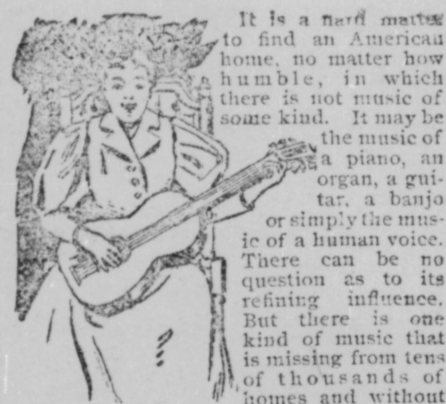 It is a hard matter
to find an American
home, no matter how
humble, in which
there is not music of
some kind. It may be
the music of
a piano, an
organ, a gui-
tar, a banjo
or simply the mus-
ic of a human voice.
There can be no
question as to its
refining influence.
But there is one
kind of music that
is missing from tens
of thousands of
homes and without